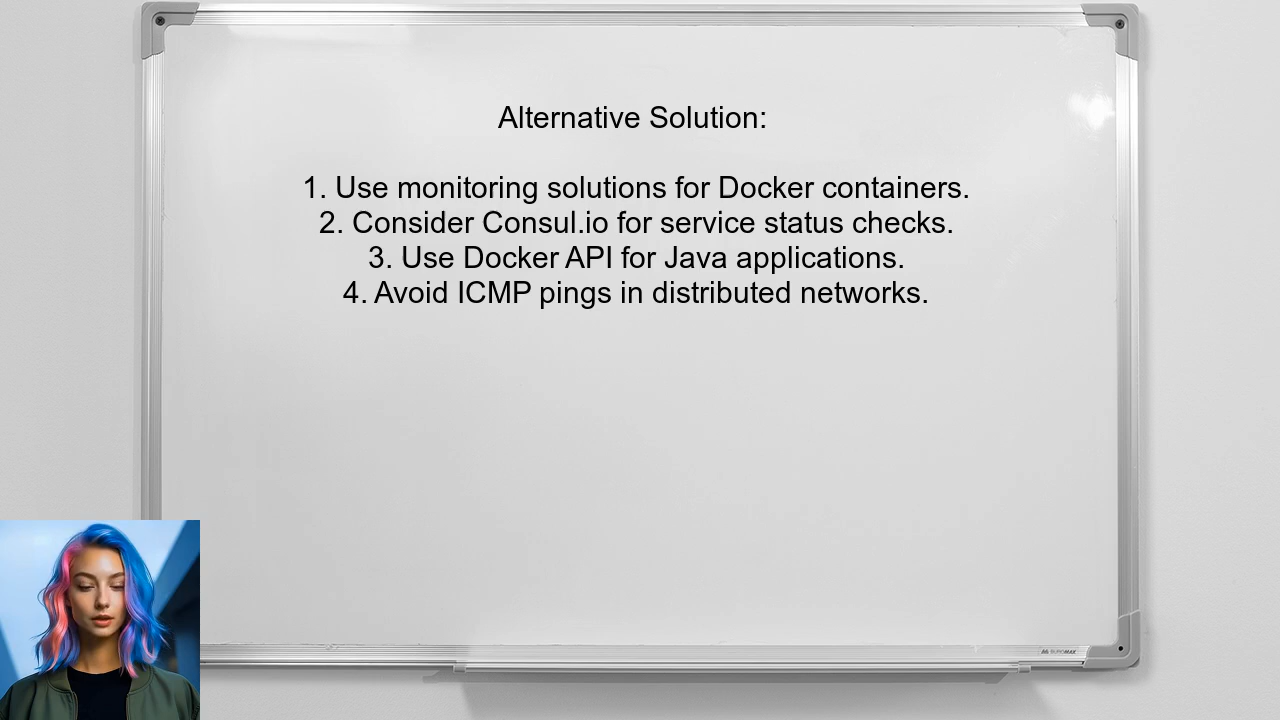 Alternative Solution:
1. Use monitoring solutions for Docker containers.
2. Consider Consul.io for service status checks.
3. Use Docker API for Java applications.
4. Avoid ICMP pings in distributed networks.
BUROMAX